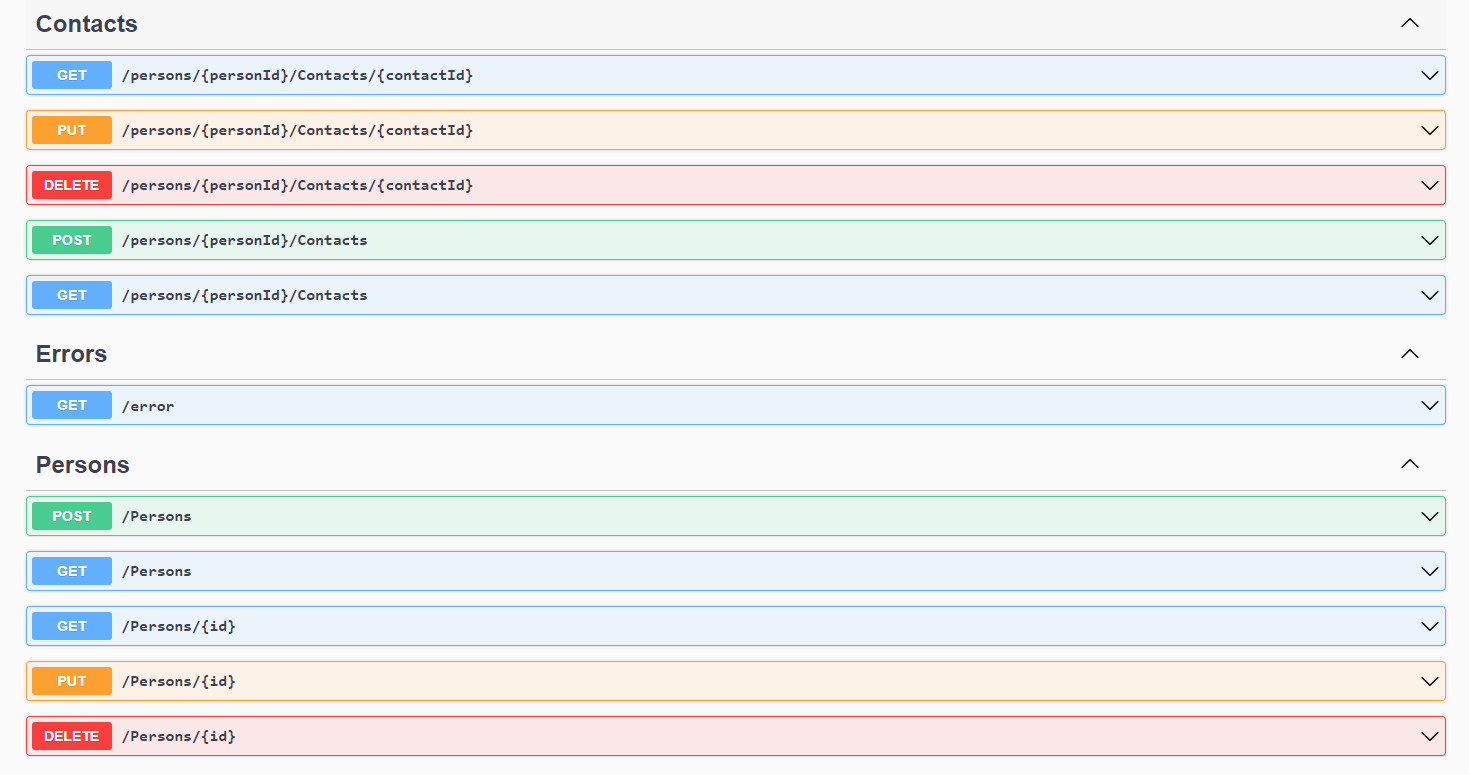 Contacts
GET /persons/{personId}/Contacts/{contactId}
PUT /persons/{personId}/Contacts/{contactId}
DELETE /persons/{personId}/Contacts/{contactId}
POST /persons/{personId}/Contacts
GET /persons/{personId}/Contacts
Errors
GET /error
Persons
POST /Persons
GET /Persons
GET /Persons/{id}
PUT /Persons/{id}
DELETE /Persons/{id}